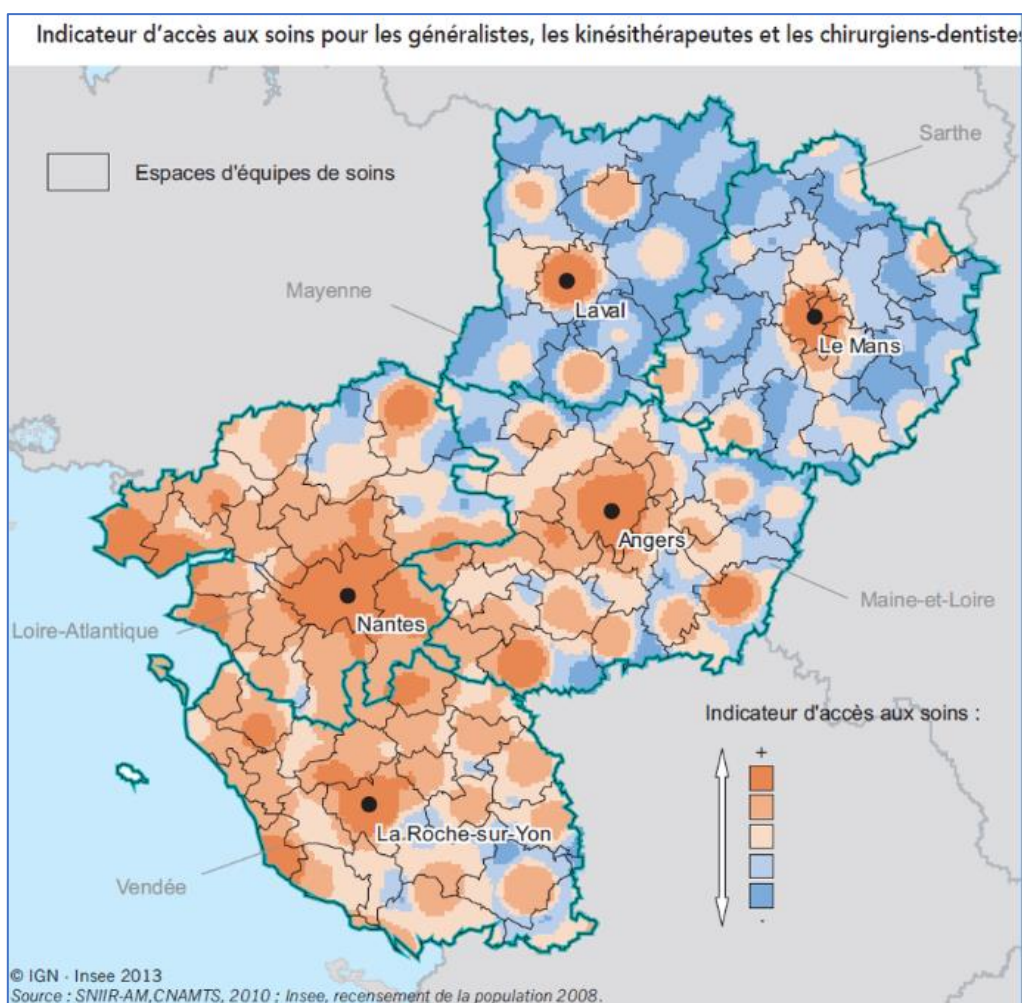 Indicateur d'accès aux soins pour les généralistes, les kinésithérapeutes et les chirurgiens-dentistes
Sarthe
Espaces d'équipes de soins
Mayenne
Laval
Le Mans
Angers
Nantes
Loire-Atlantique
Maine-et-Loire
Indicateur d'accès aux soins :
+
-
La Roche-sur-Yon
Vendée
© IGN - Insee 2013
Source : SNIIR-AM,CNAMTS, 2010 ; Insee, recensement de la population 2008.